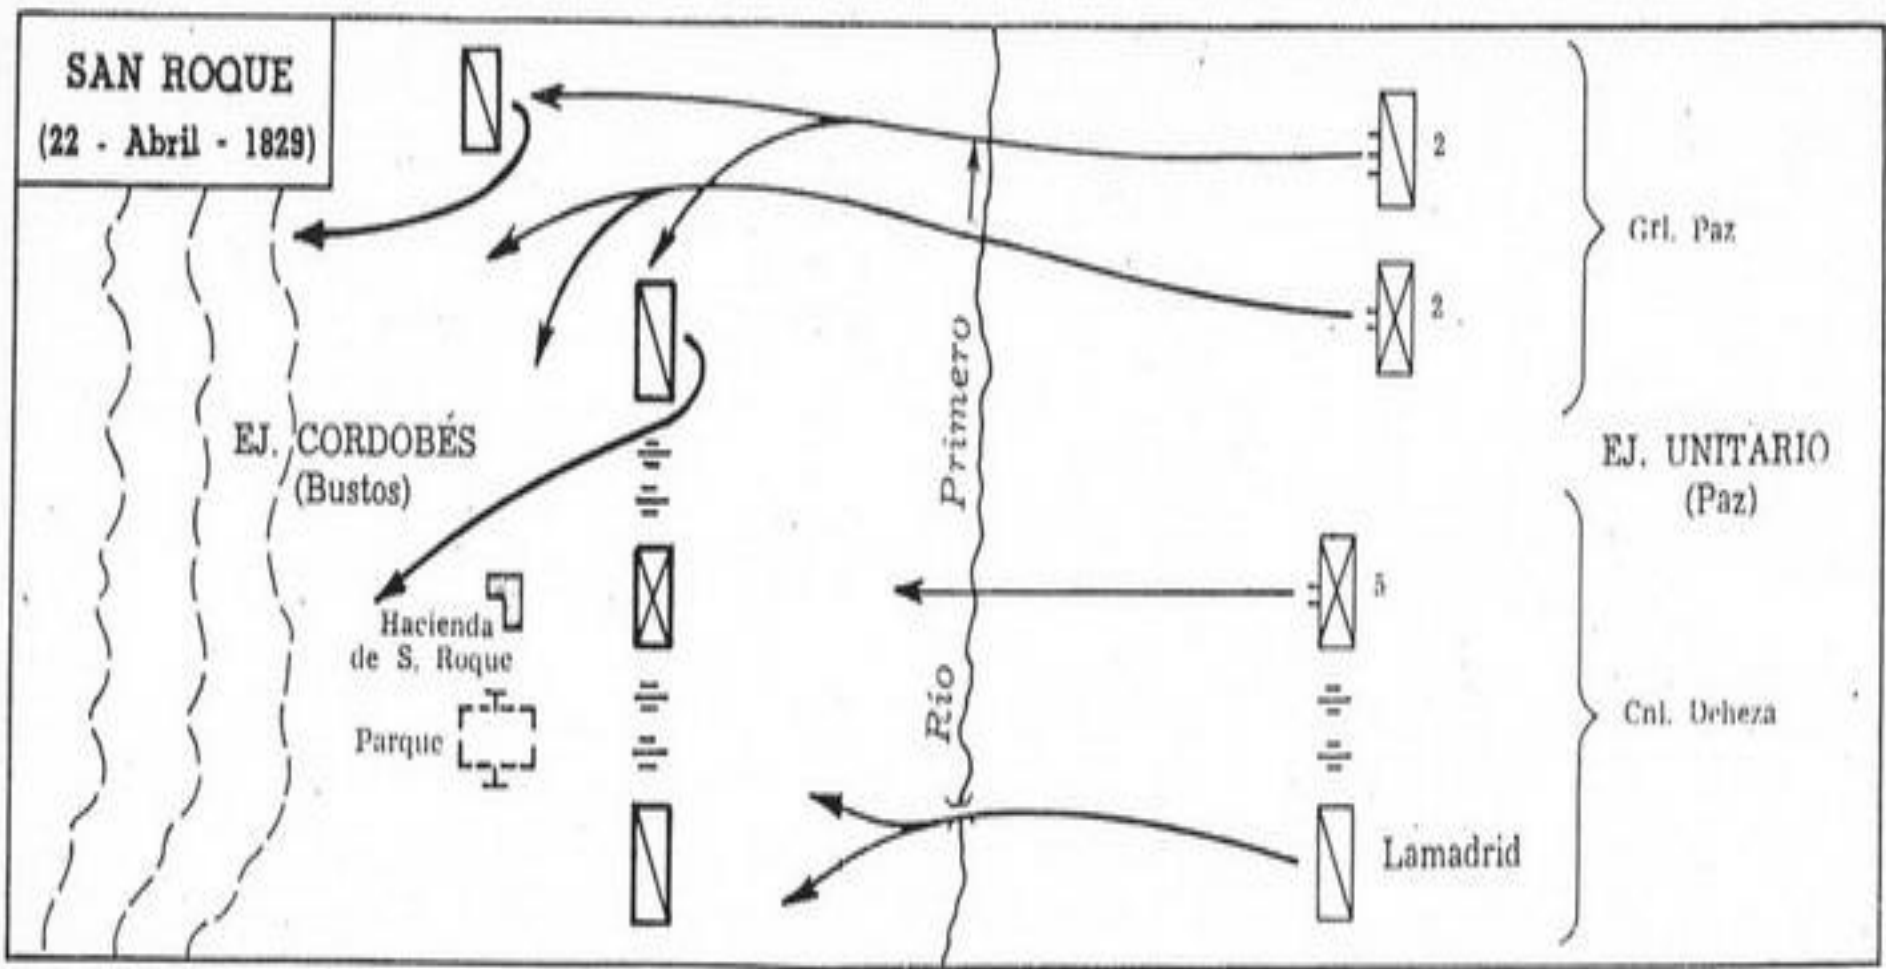 SAN ROQUE
(22 - Abril - 1829)
2
Grl. Paz
2
Primero
EJ. CORDOBÉS
(Bustos)
EJ. UNITARIO
(Paz)
5
Hacienda
de S. Roque
Río
Parque
Cnl. Deheza
Lamadrid